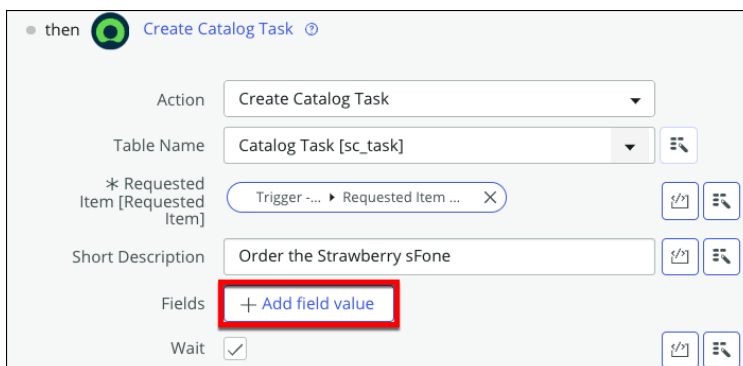 then Create Catalog Task
Action Create Catalog Task
Table Name Catalog Task [sc_task]
* Requested
Item [Requested
Item]
Trigger -... ▸ Requested Item ... X
Short Description Order the Strawberry sFone
Fields + Add field value
Wait